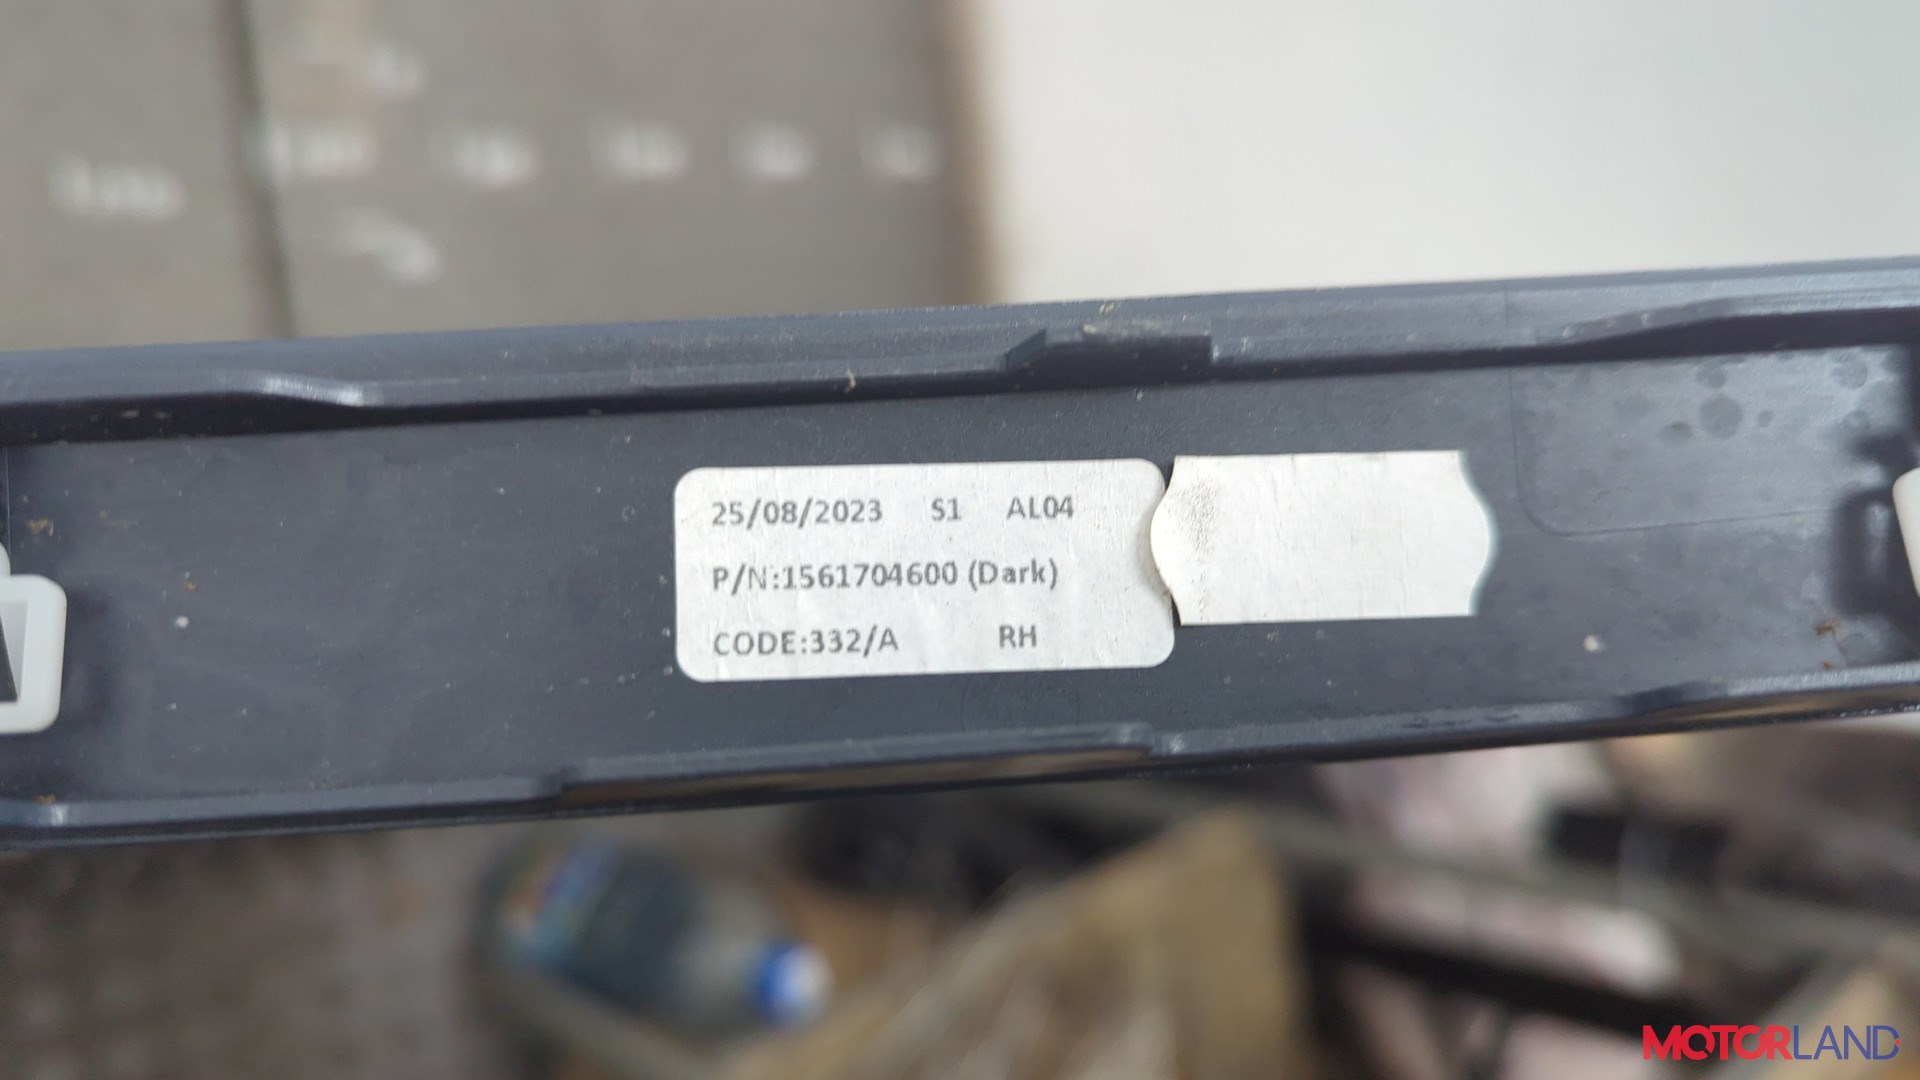 25/08/2023 S1 AL04
P/N:1561704600 (Dark)
CODE:332/A RH
MOTORLAND